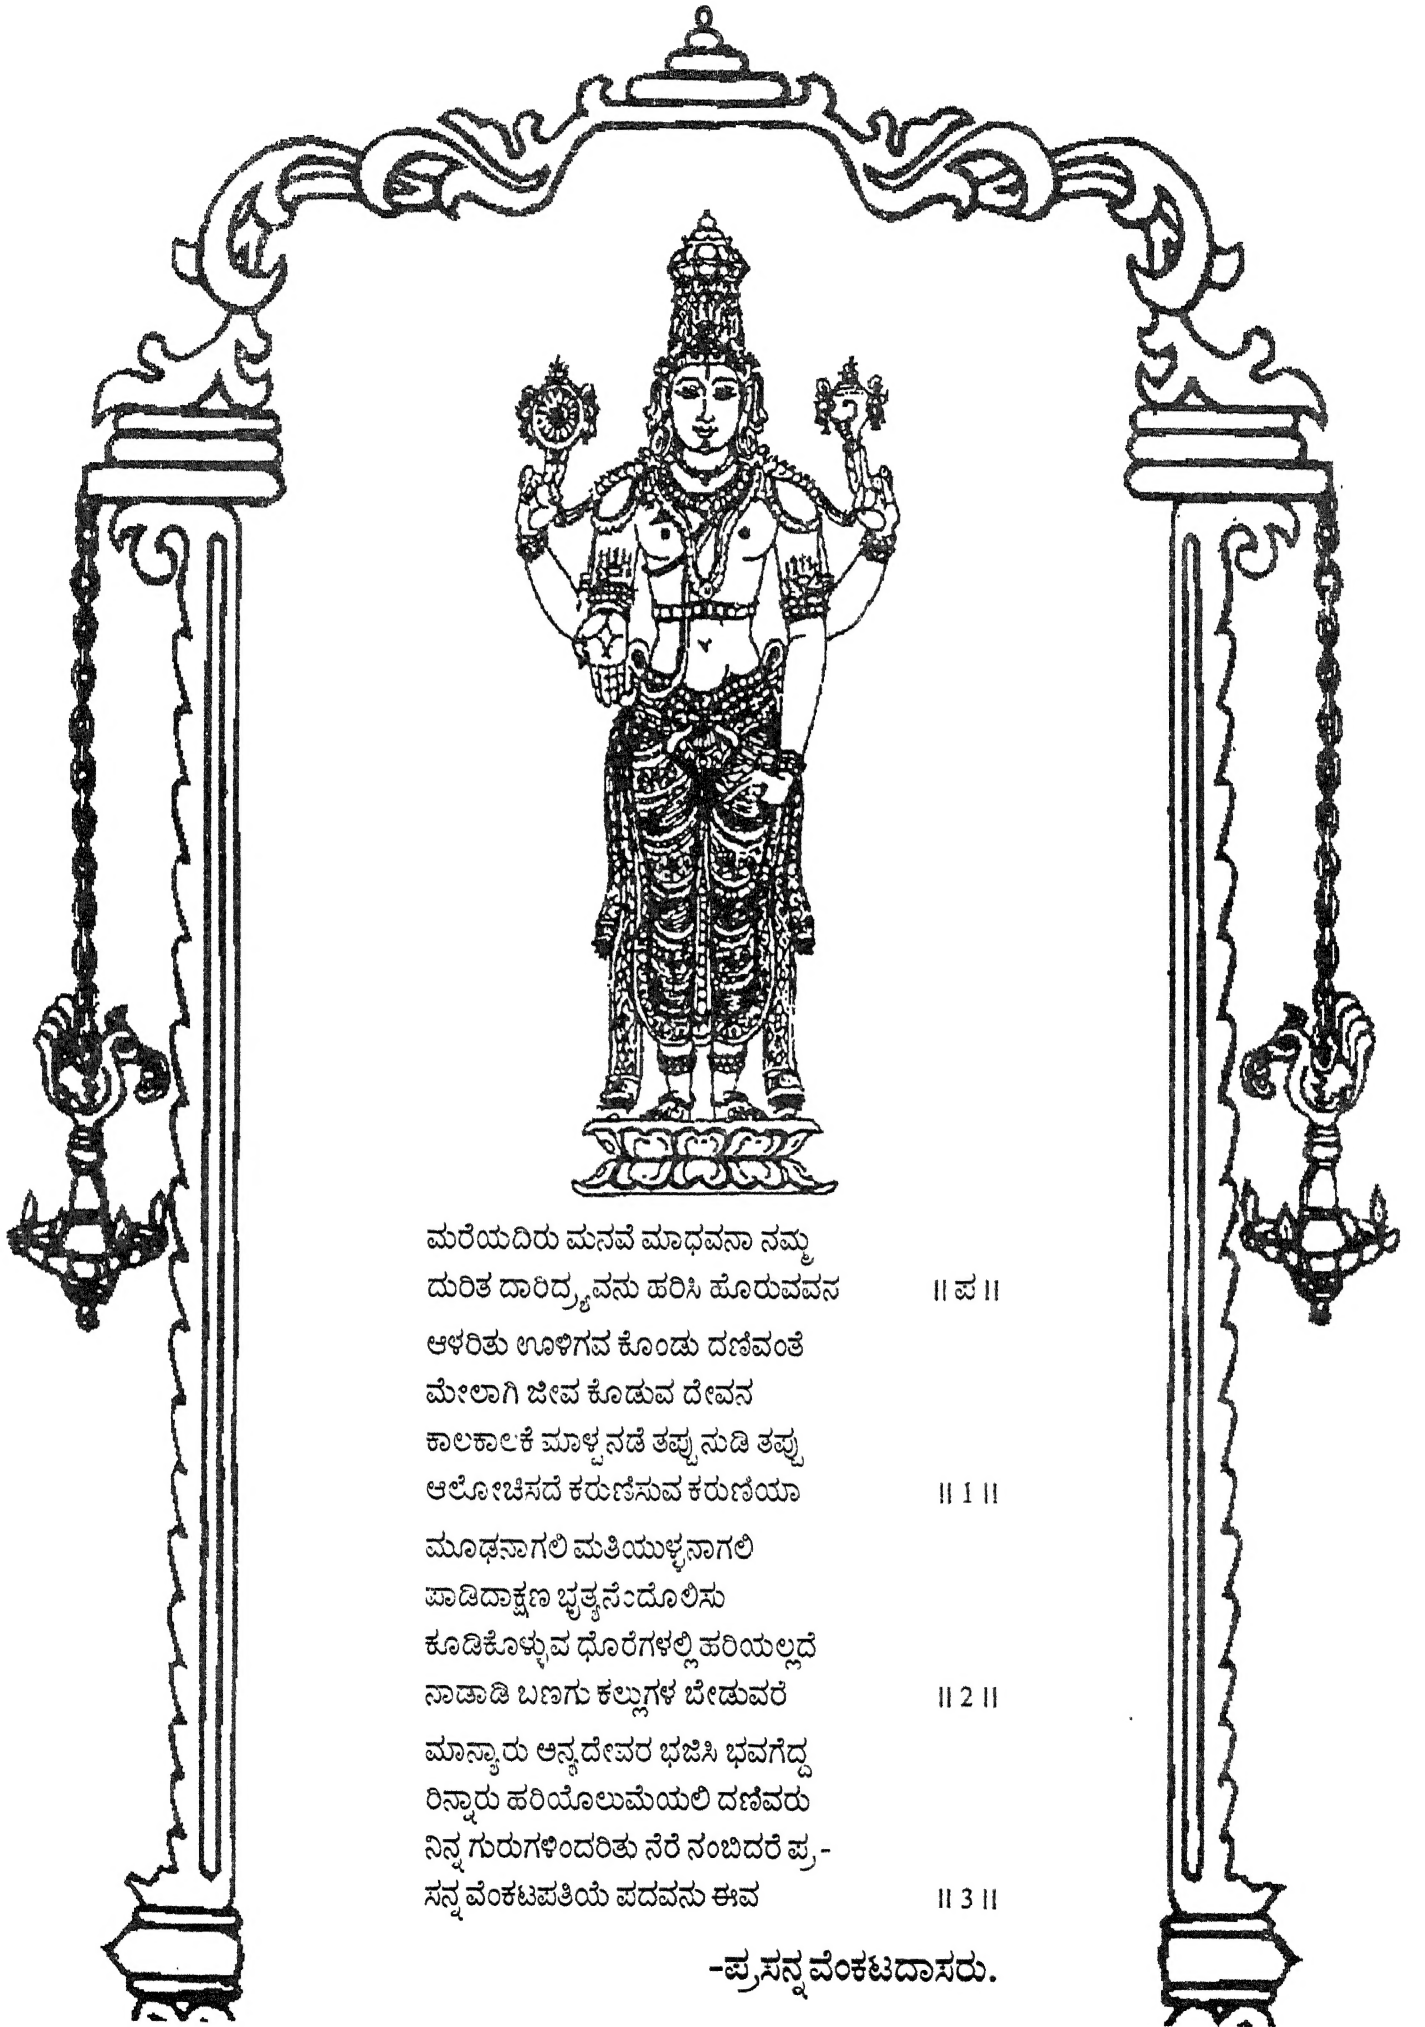 ಮರೆಯದಿರು ಮನವೆ ಮಾಧವನಾ ನಮ್ಮ
ದುರಿತ ದಾರಿದ್ರ್ಯವನು ಹರಿಸಿ ಹೊರುವವನ ॥ ಪ ॥
ಆಳರಿತು ಊಳಿಗವ ಕೊಂಡು ದಣಿವಂತೆ
ಮೇಲಾಗಿ ಜೀವ ಕೊಡುವ ದೇವನ
ಕಾಲಕಾಲಕೆ ಮಾಳ್ಪ ನಡೆ ತಪ್ಪು ನುಡಿ ತಪ್ಪು
ಆಲೋಚಿಸದೆ ಕರುಣಿಸುವ ಕರುಣಿಯಾ ॥ 1 ॥
ಮೂಢನಾಗಲಿ ಮತಿಯುಳ್ಳನಾಗಲಿ
ಪಾಡಿದಾಕ್ಷಣ ಭೃತ್ಯನೆಂದೊಲಿಸು
ಕೂಡಿಕೊಳ್ಳುವ ಧೊರೆಗಳಲ್ಲಿ ಹರಿಯಲ್ಲದೆ
ನಾಡಾಡಿ ಬಣಗು ಕಲ್ಲುಗಳ ಬೇಡುವರೆ ॥ 2 ॥
ಮಾನ್ಯಾರು ಅನ್ಯದೇವರ ಭಜಿಸಿ ಭವಗೆದ್ದ
ರಿನ್ನಾರು ಹರಿಯೊಲುಮೆಯಲಿ ದಣಿವರು
ನಿನ್ನ ಗುರುಗಳಿಂದರಿತು ನೆರೆ ನಂಬಿದರೆ ಪ್ರ-
ಸನ್ನ ವೆಂಕಟಪತಿಯೆ ಪದವನು ಈವ ॥ 3 ॥
-ಪ್ರಸನ್ನವೆಂಕಟದಾಸರು.